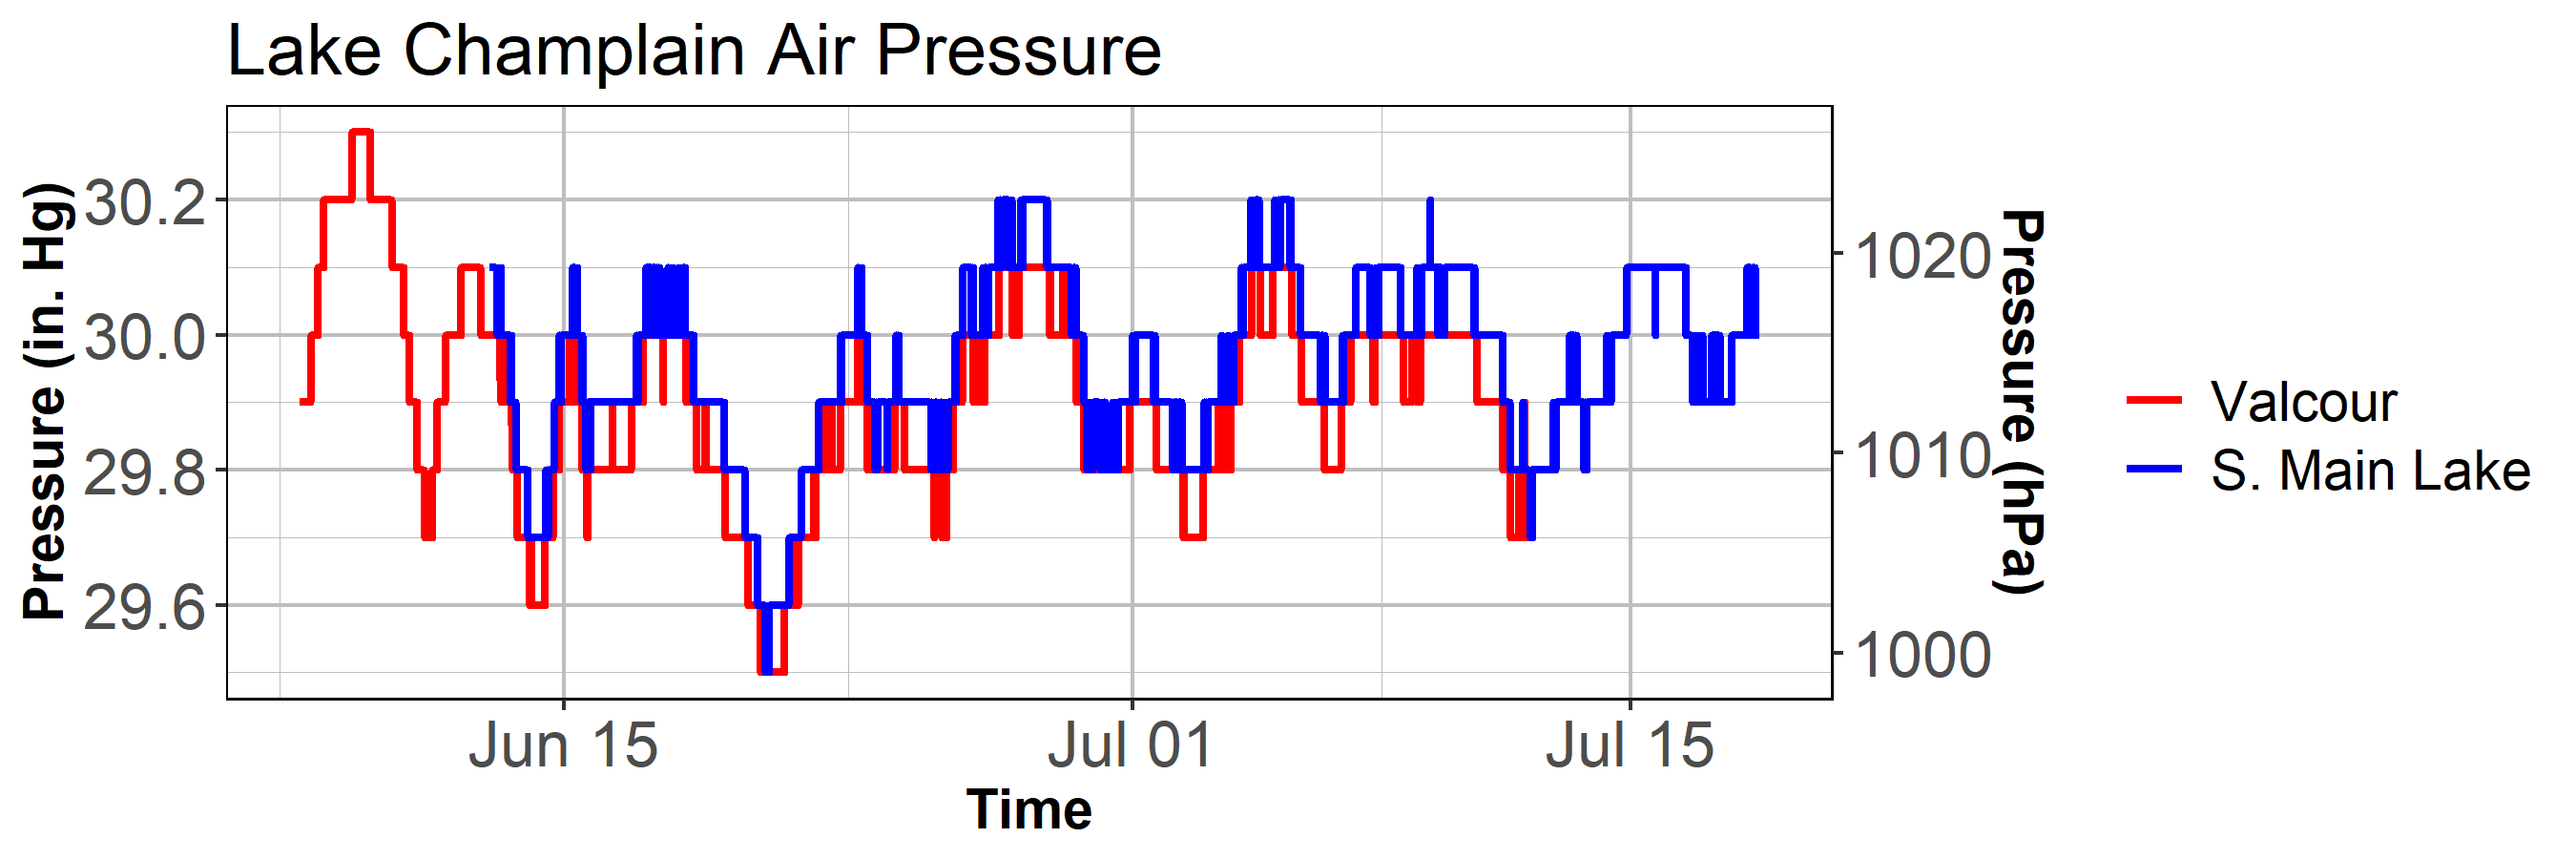 Lake Champlain Air Pressure
Pressure (in. Hg)
30.2
30.0
29.8
29.6
1020
1010
1000
Pressure (hPa)
Jun 15
Jul 01
Jul 15
Time
Valcour
S. Main Lake